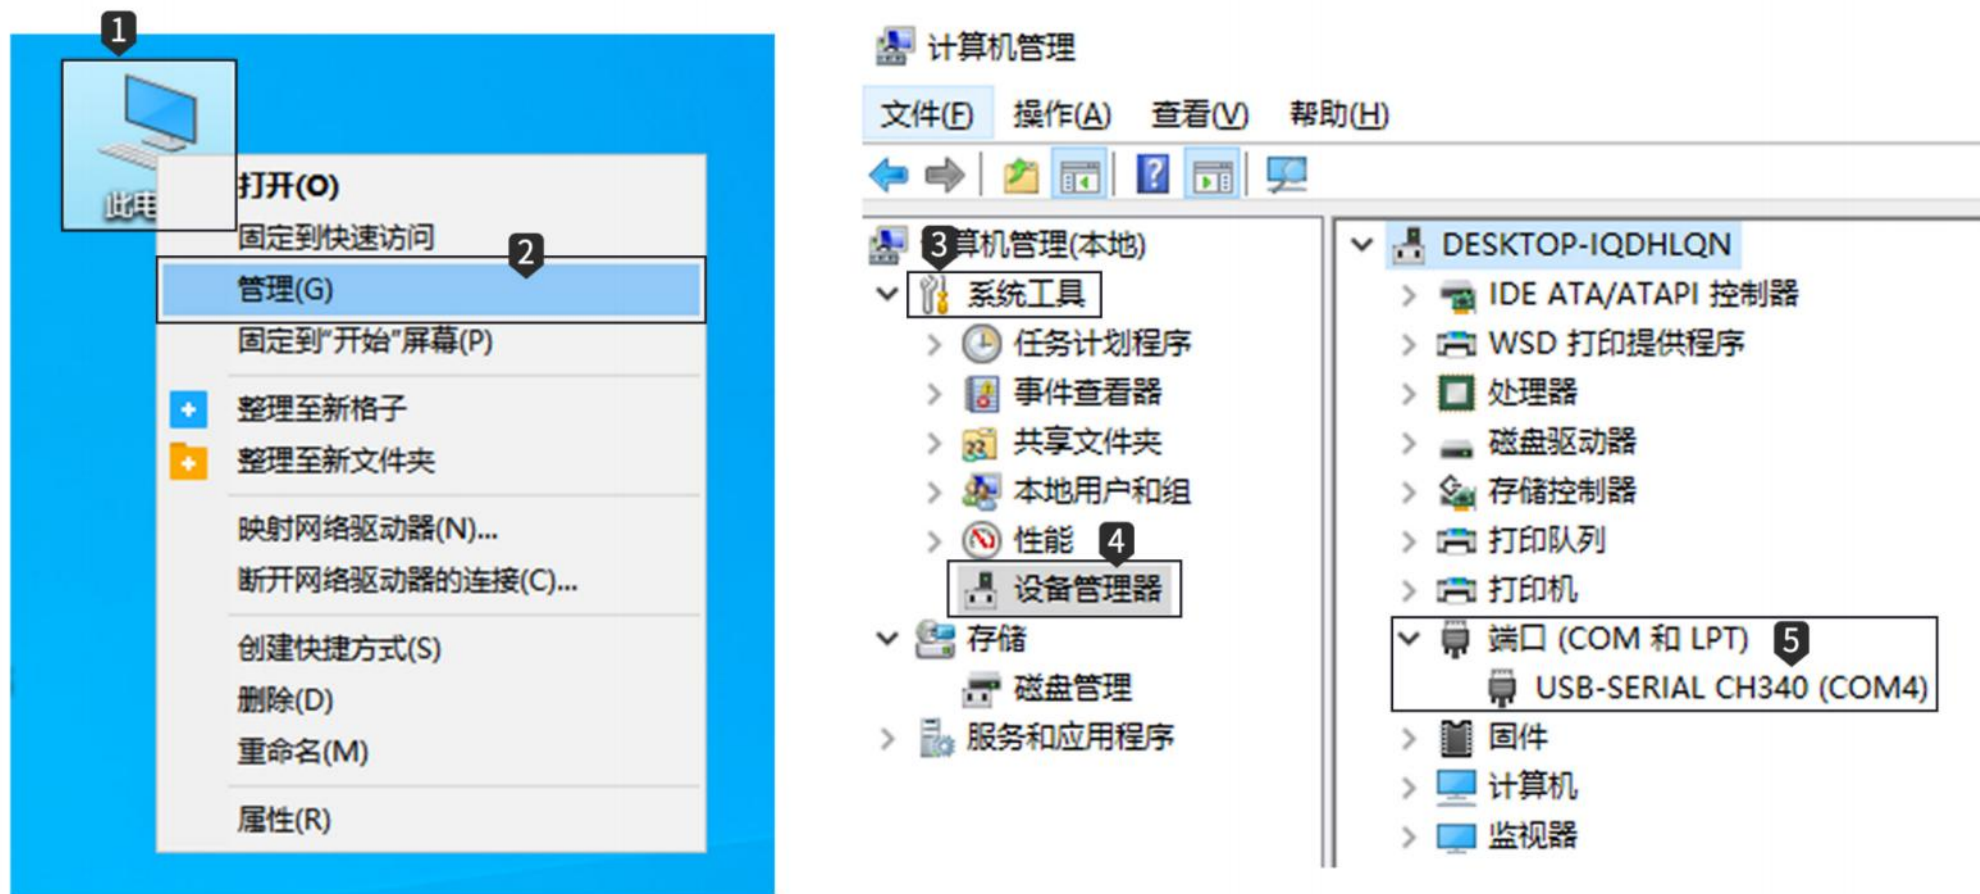 1
此电
打开(O)
固定到快速访问
2
管理(G)
固定到“开始”屏幕(P)
整理至新格子
整理至新文件夹
映射网络驱动器(N)...
断开网络驱动器的连接(C)...
创建快捷方式(S)
删除(D)
重命名(M)
属性(R)
计算机管理
文件(F) 操作(A) 查看(V) 帮助(H)
3
算机管理(本地)
系统工具
任务计划程序
事件查看器
共享文件夹
本地用户和组
性能
4
设备管理器
存储
磁盘管理
服务和应用程序
DESKTOP-IQDHLQN
IDE ATA/ATAPI 控制器
WSD 打印提供程序
处理器
磁盘驱动器
存储控制器
打印队列
打印机
端口 (COM 和 LPT) 5
USB-SERIAL CH340 (COM4)
固件
计算机
监视器